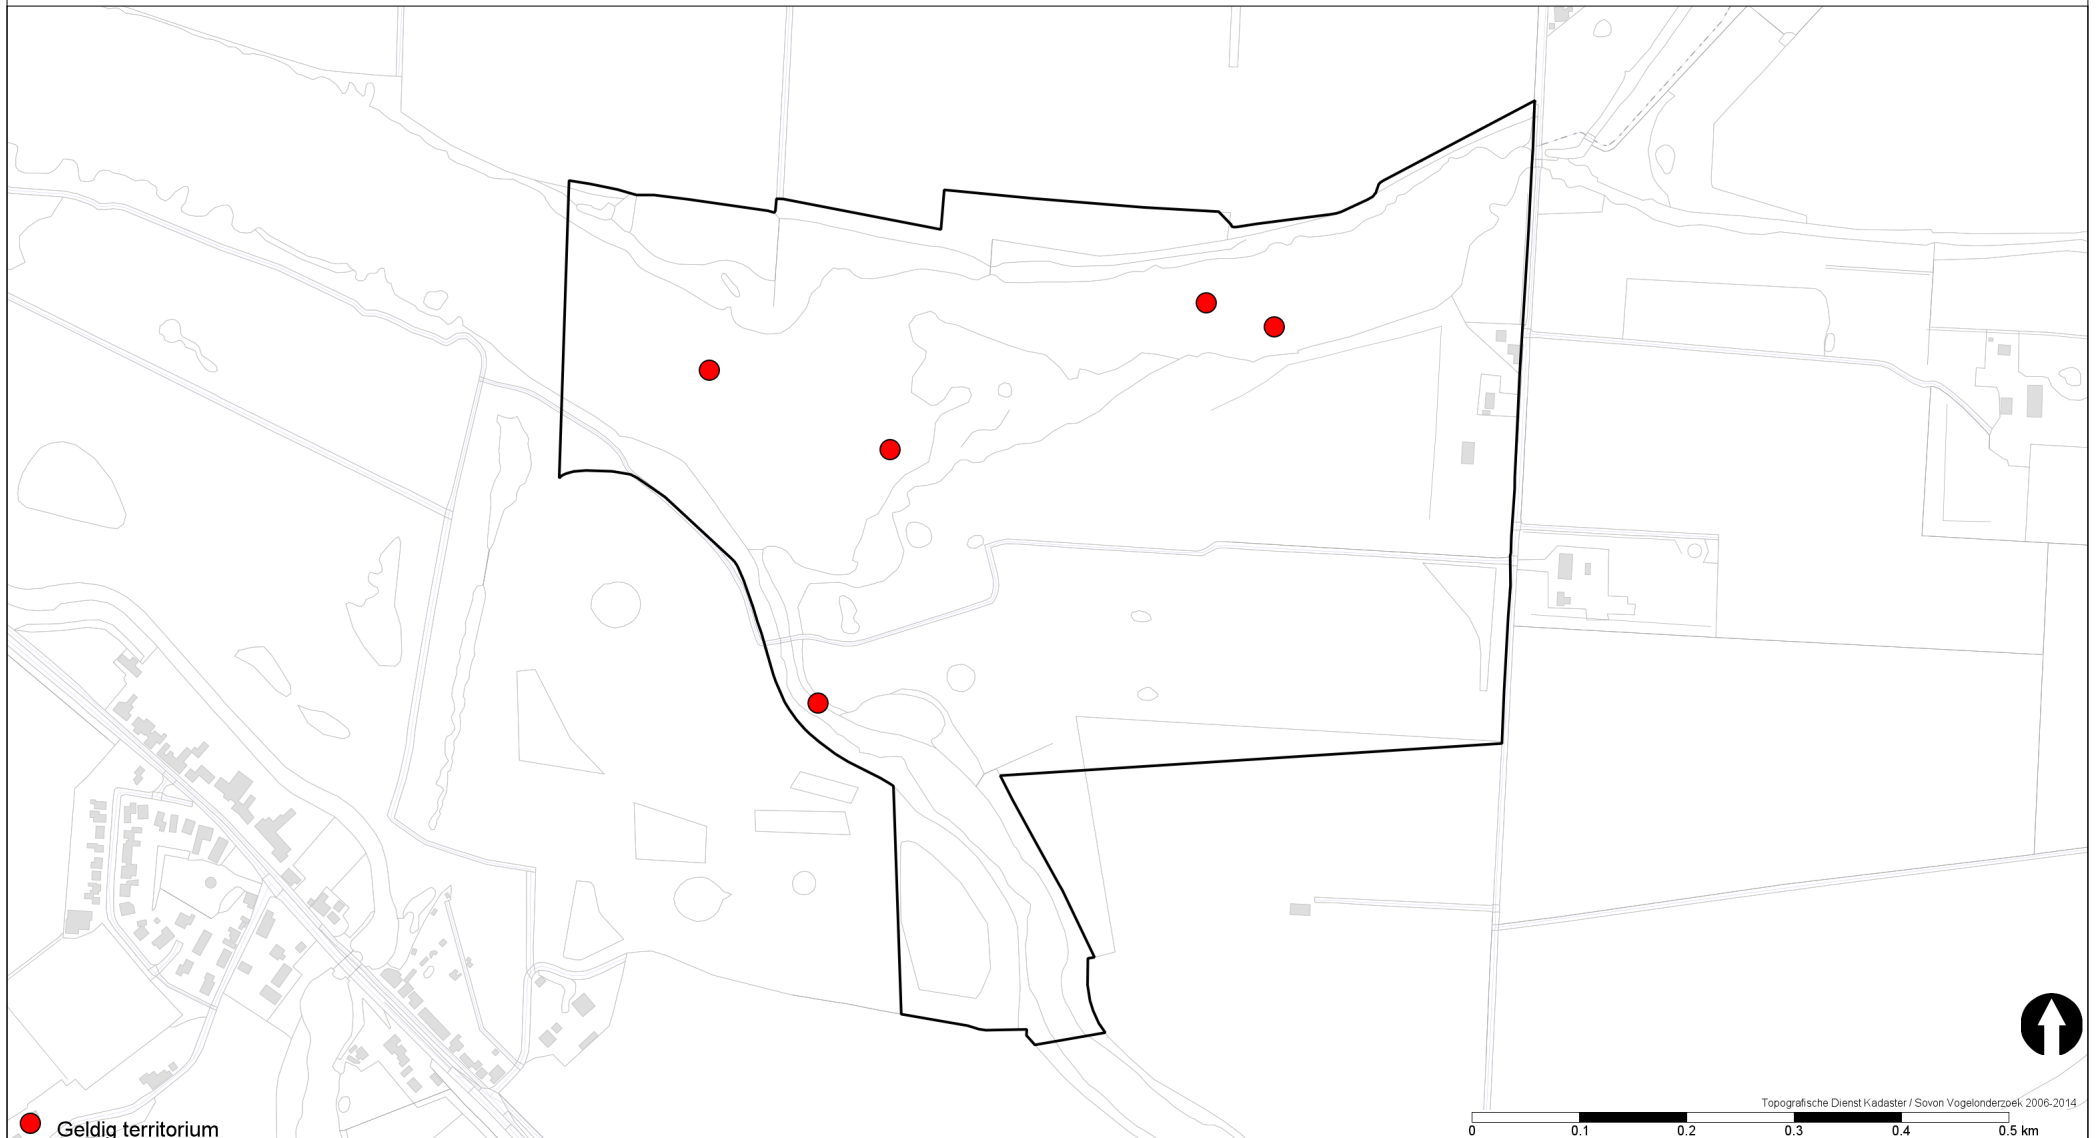 Topografische Dienst Kadaster / Sovon Vogelonderzoek 2006-2014
0 0.1 0.2 0.3 0.4 0.5 km
Geldig territorium